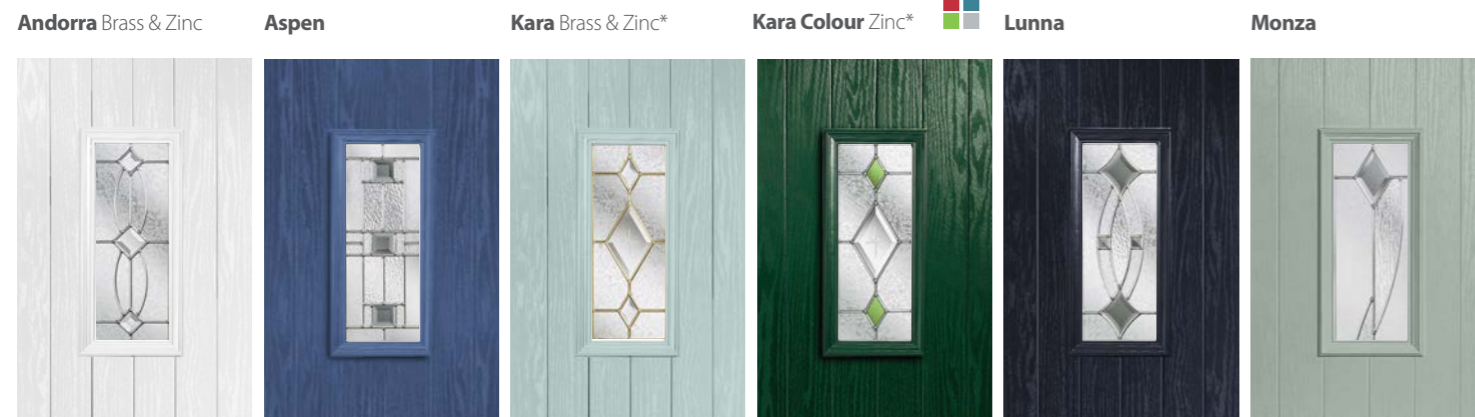 Andorra Brass & Zinc
Aspen
Kara Brass & Zinc*
Kara Colour Zinc*
Lunna
Monza